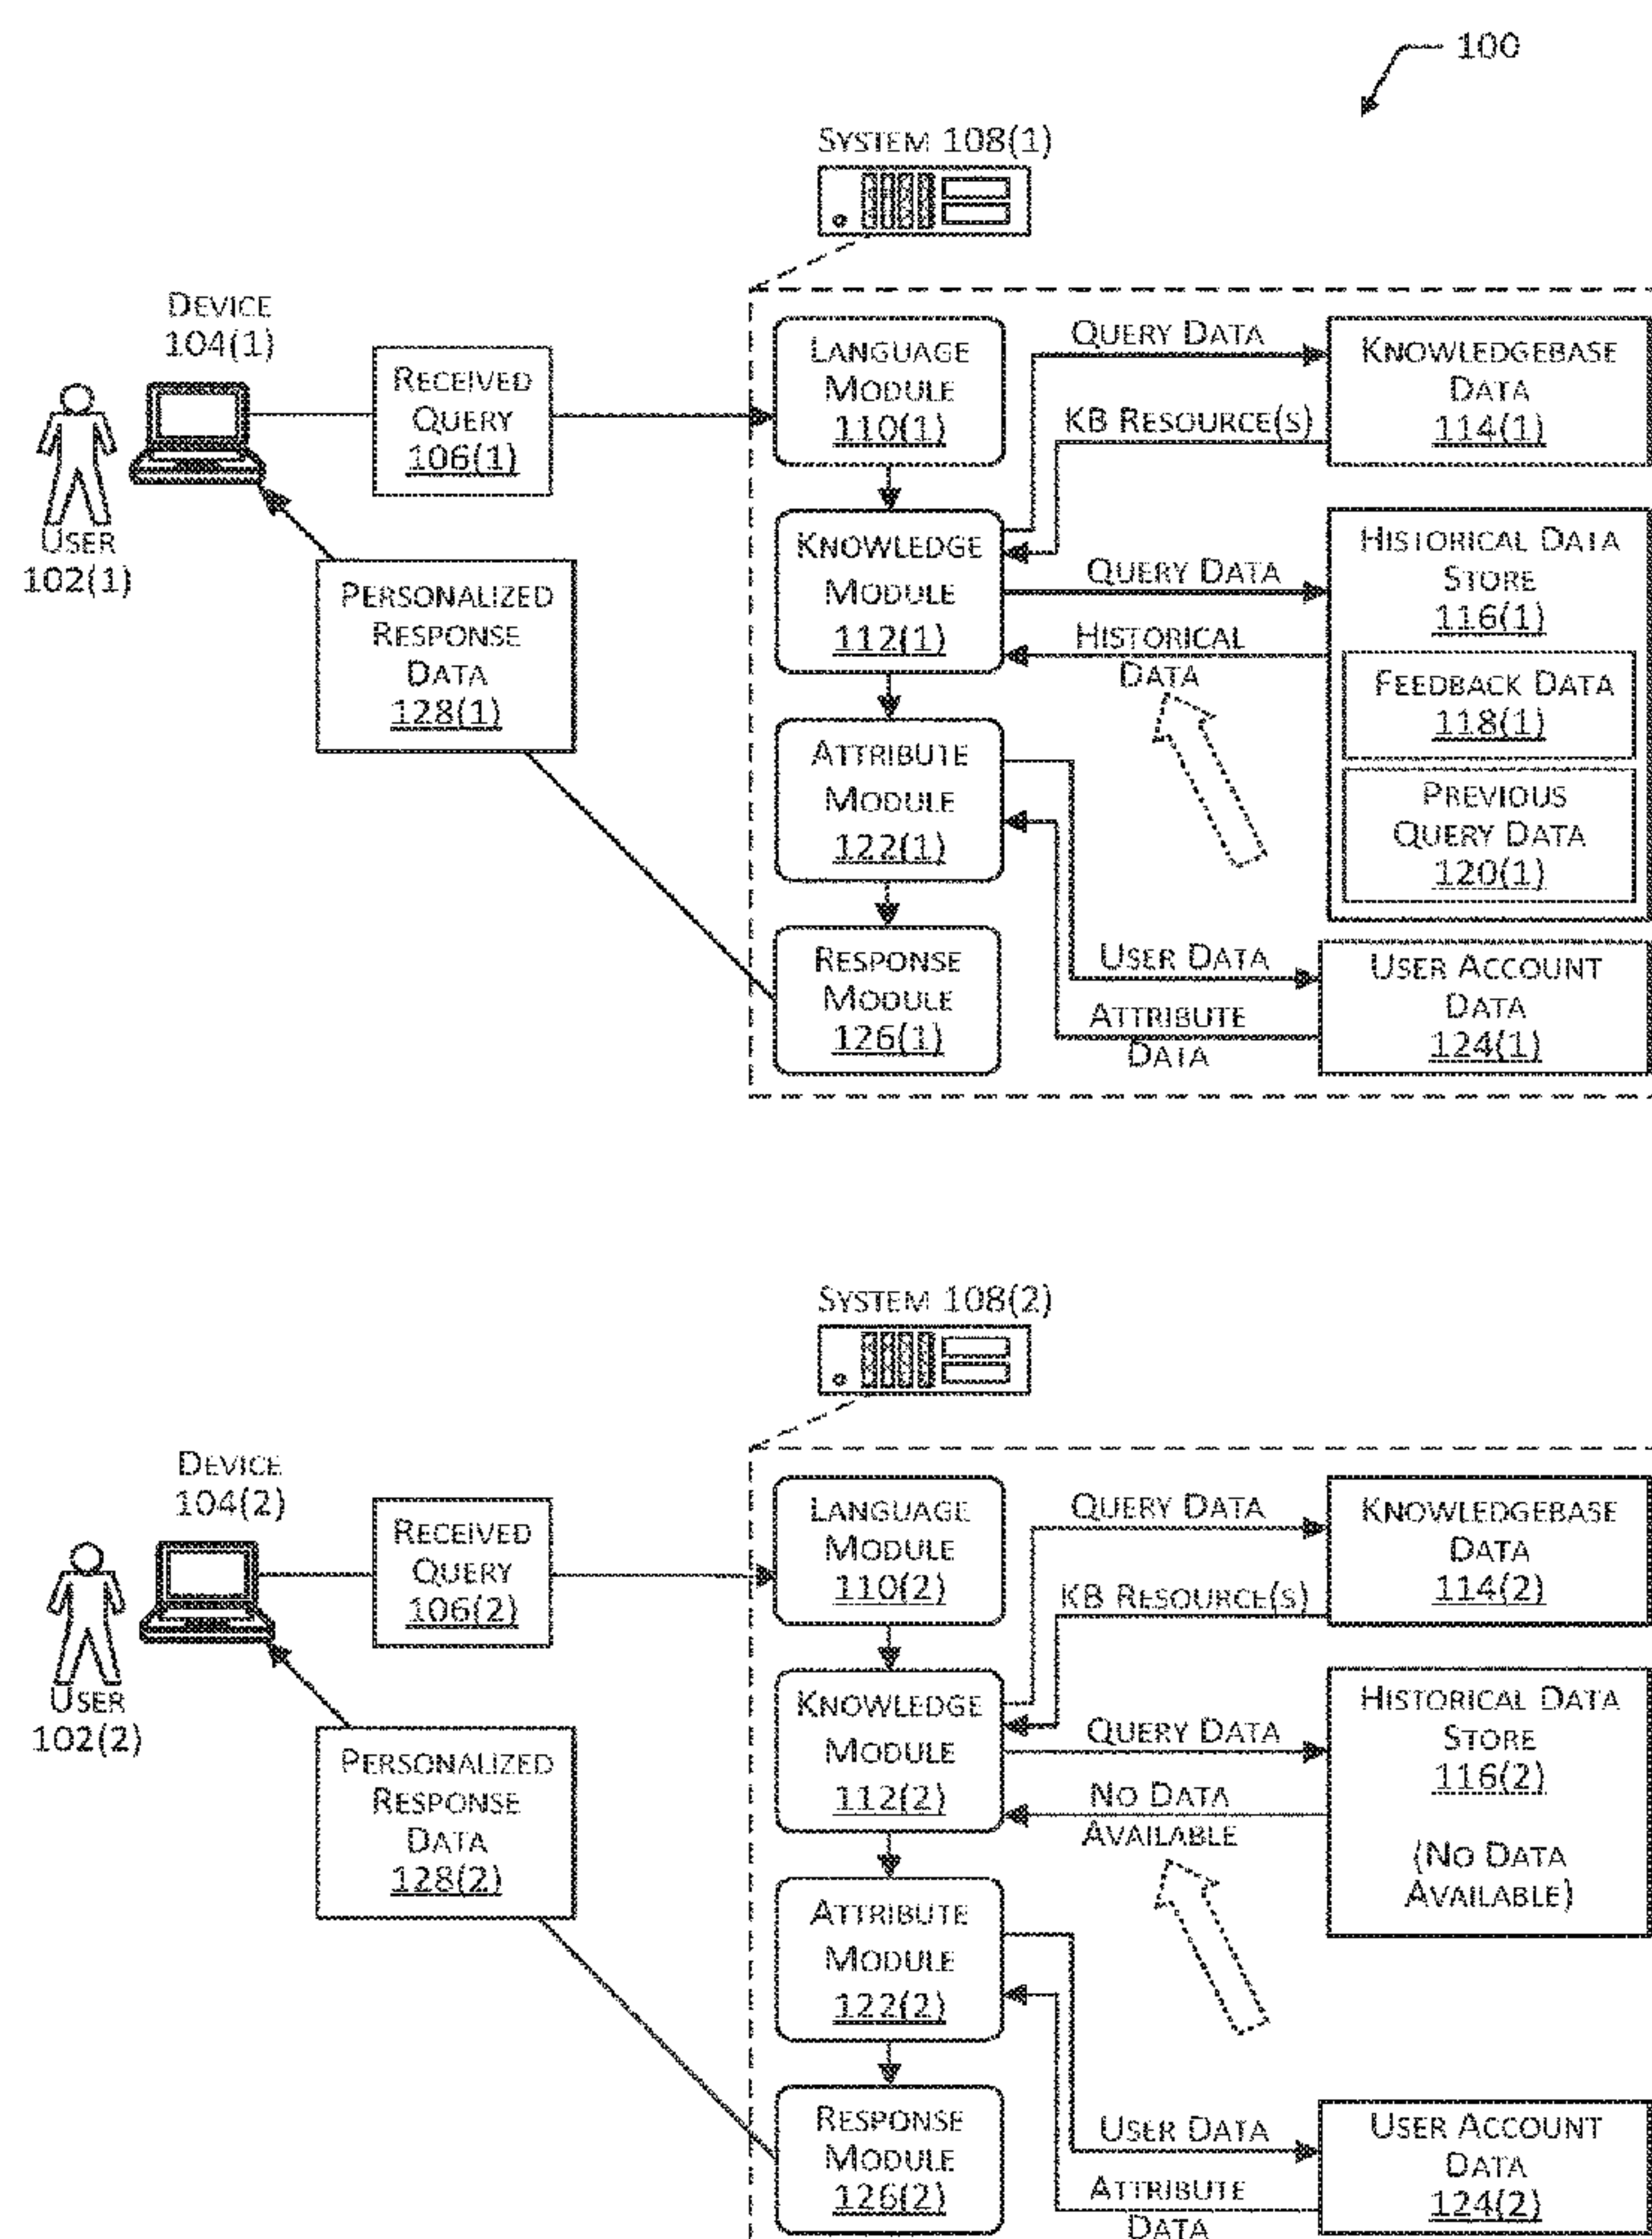 100
SYSTEM 108(1)
DEVICE
104(1)
USER
102(1)
RECEIVED
QUERY
106(1)
PERSONALIZED
RESPONSE
DATA
128(1)
LANGUAGE
MODULE
110(1)
QUERY DATA
KB RESOURCE(S)
KNOWLEDGEBASE
DATA
114(1)
KNOWLEDGE
MODULE
112(1)
QUERY DATA
HISTORICAL
DATA
HISTORICAL DATA
STORE
116(1)
FEEDBACK DATA
118(1)
PREVIOUS
QUERY DATA
120(1)
ATTRIBUTE
MODULE
122(1)
USER DATA
ATTRIBUTE
DATA
USER ACCOUNT
DATA
124(1)
RESPONSE
MODULE
126(1)
SYSTEM 108(2)
DEVICE
104(2)
USER
102(2)
RECEIVED
QUERY
106(2)
PERSONALIZED
RESPONSE
DATA
128(2)
LANGUAGE
MODULE
110(2)
QUERY DATA
KB RESOURCE(S)
KNOWLEDGEBASE
DATA
114(2)
KNOWLEDGE
MODULE
112(2)
QUERY DATA
NO DATA
AVAILABLE
HISTORICAL DATA
STORE
116(2)
(NO DATA
AVAILABLE)
ATTRIBUTE
MODULE
122(2)
USER DATA
ATTRIBUTE
DATA
USER ACCOUNT
DATA
124(2)
RESPONSE
MODULE
126(2)